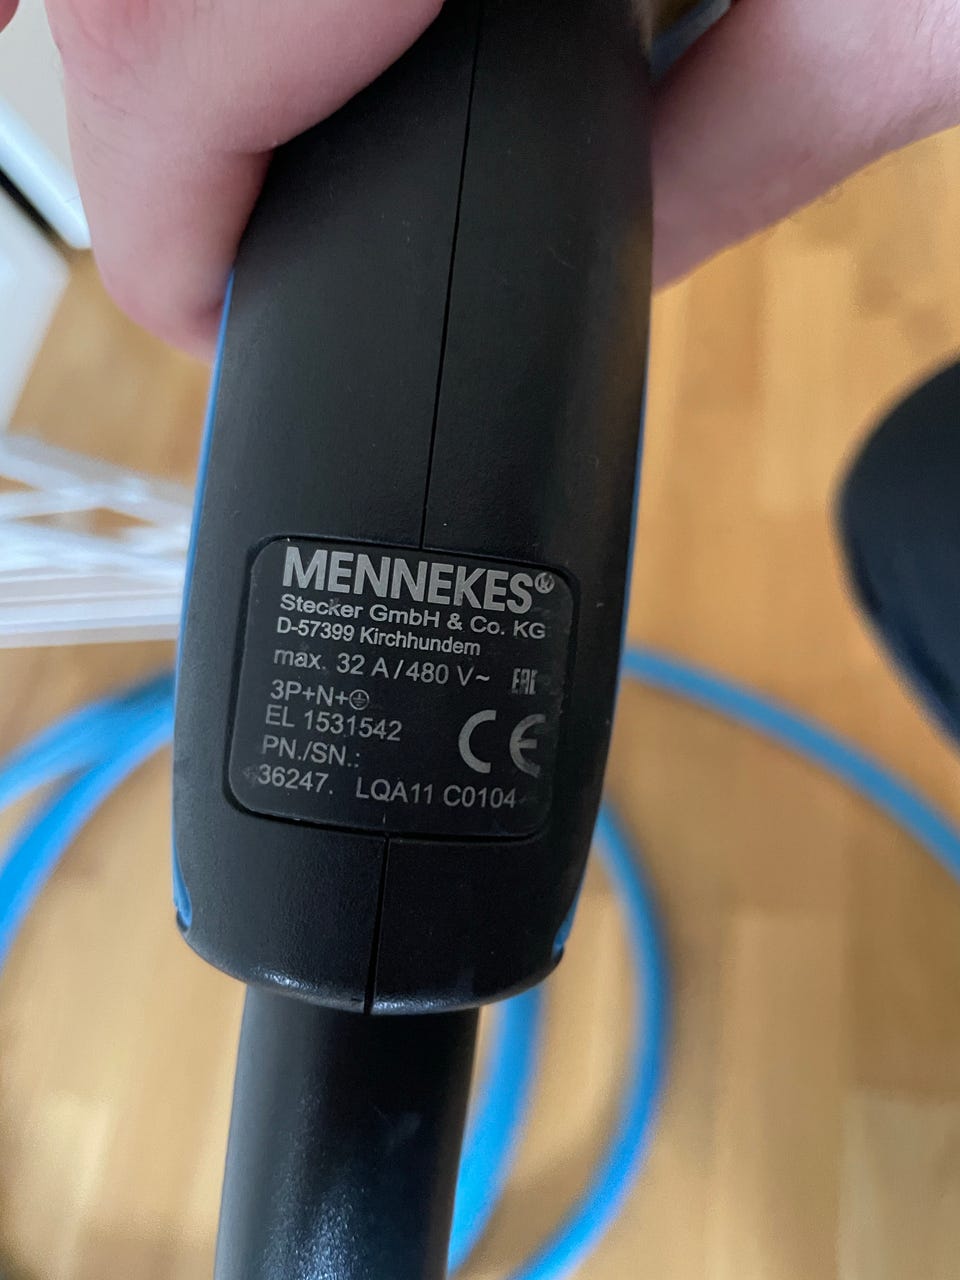 MENNEKES®
Stecker GmbH & Co. KG
D-57399 Kirchhundem
max. 32 A / 480 V~ EAC
3P+N+⏚
EL 1531542 CE
PN./SN.:
36247. LQA11 C0104